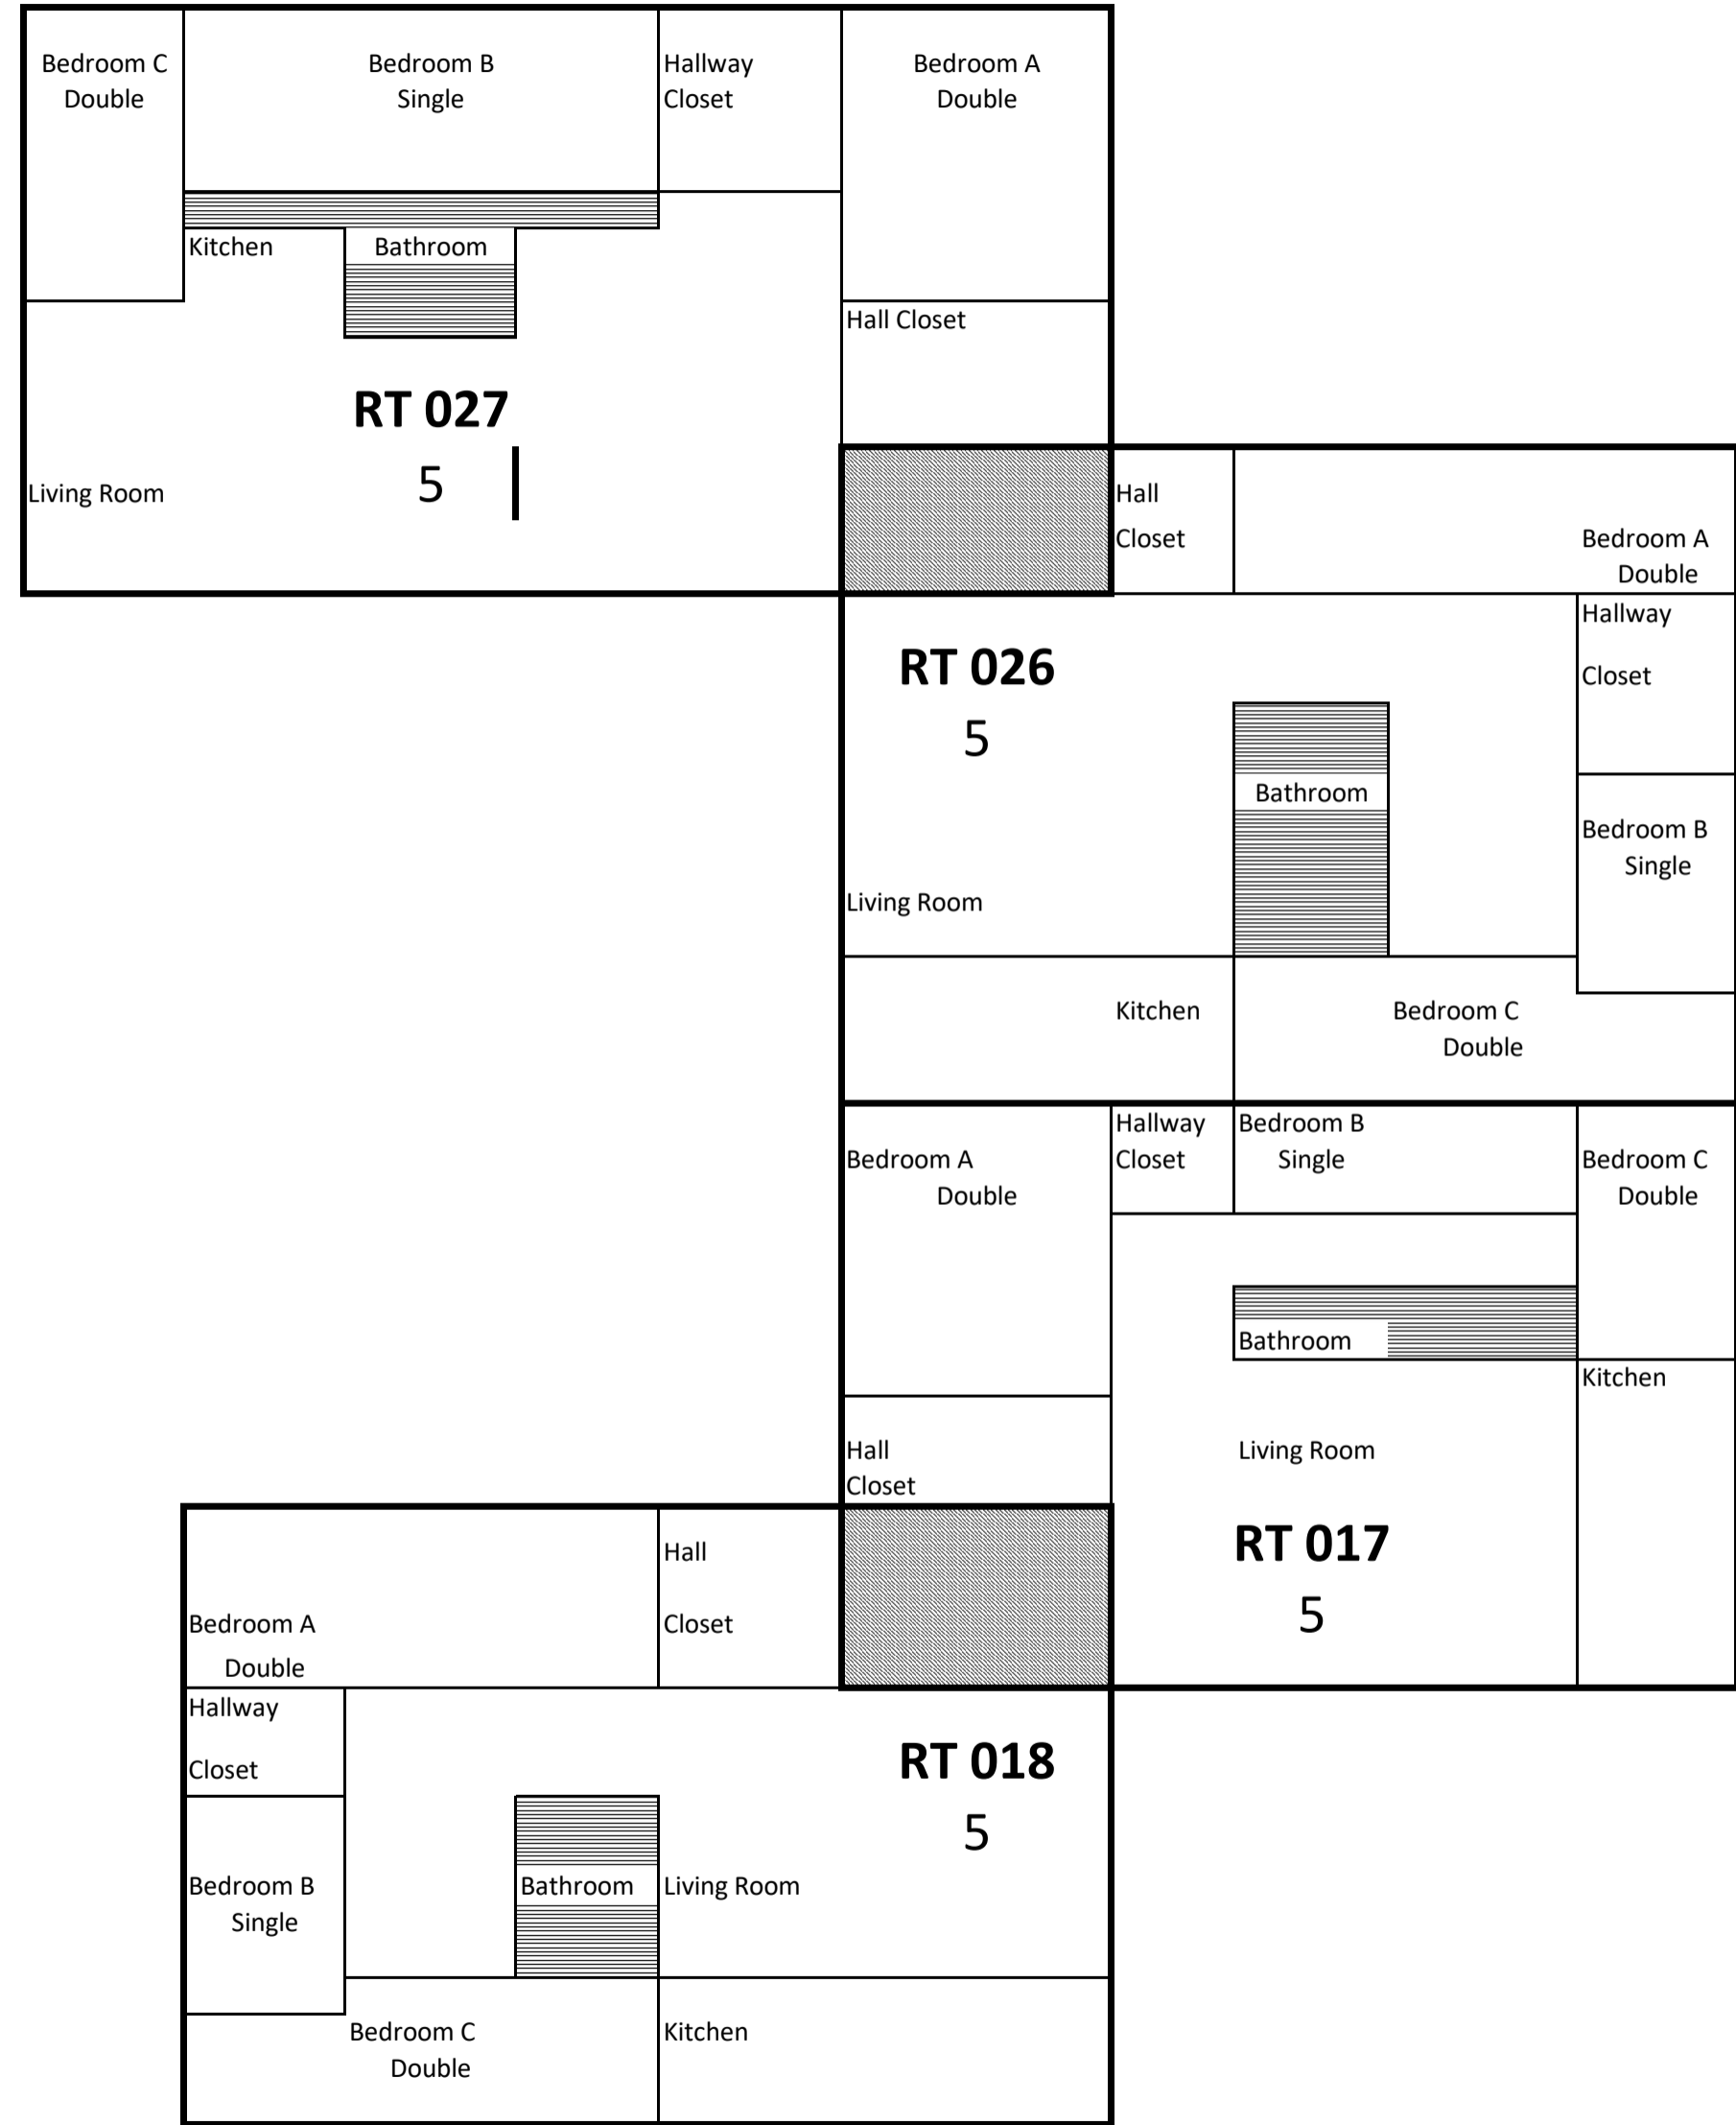 Bedroom C
Double
Bedroom B
Single
Hallway
Closet
Bedroom A
Double
Kitchen
Bathroom
Hall Closet
RT 027
5
Living Room
Hall
Closet
Bedroom A
Double
RT 026
5
Hallway
Closet
Bathroom
Bedroom B
Single
Living Room
Kitchen
Bedroom C
Double
Bedroom A
Double
Hallway
Closet
Bedroom B
Single
Bedroom C
Double
Bathroom
Kitchen
Hall
Closet
Living Room
RT 017
5
Bedroom A
Double
Hall
Closet
Hallway
Closet
RT 018
5
Bedroom B
Single
Bathroom
Living Room
Bedroom C
Double
Kitchen